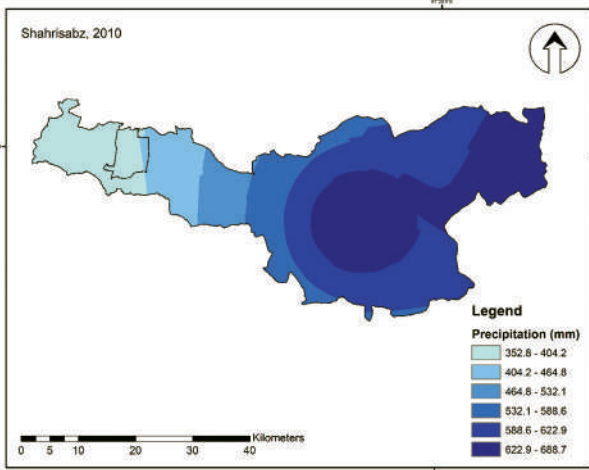 Shahrisabz, 2010
Legend
Precipitation (mm)
352.8 - 404.2
404.2 - 464.8
464.8 - 532.1
532.1 - 588.6
588.6 - 622.9
622.9 - 688.7
Kilometers
0 5 10 20 30 40